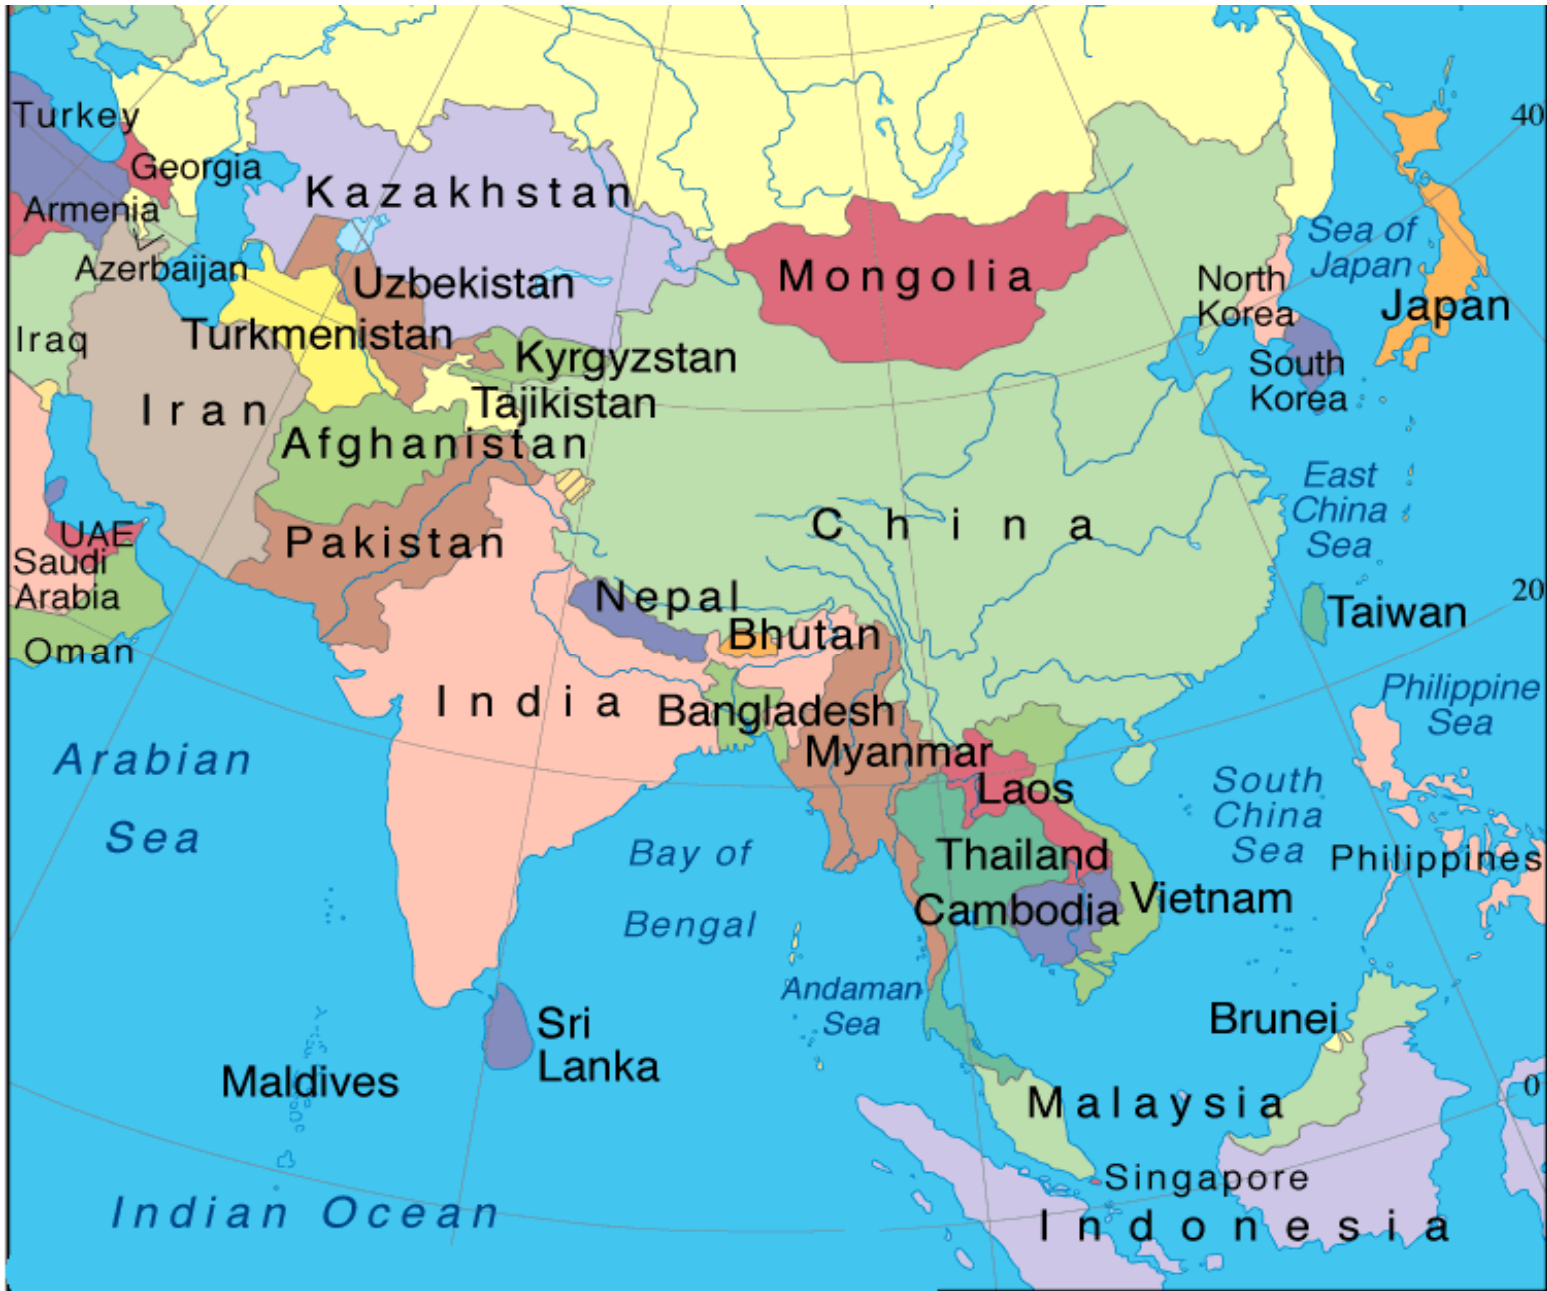 Turkey
40
Georgia
Kazakhstan
Armenia
Sea of
Japan
Azerbaijan
Mongolia
North
Korea
Uzbekistan
Japan
Iraq
Turkmenistan
Kyrgyzstan
South
Korea
Iran
Tajikistan
Afghanistan
East
China
Sea
UAE
Pakistan
China
Saudi
Arabia
Nepal
20
Taiwan
Oman
Bhutan
India
Bangladesh
Philippine
Sea
Myanmar
Arabian
Sea
Laos
South
China
Sea
Bay of
Bengal
Thailand
Philippines
Cambodia
Vietnam
Andaman
Sea
Sri
Lanka
Brunei
Maldives
Malaysia
0
Singapore
Indian Ocean
Indonesia